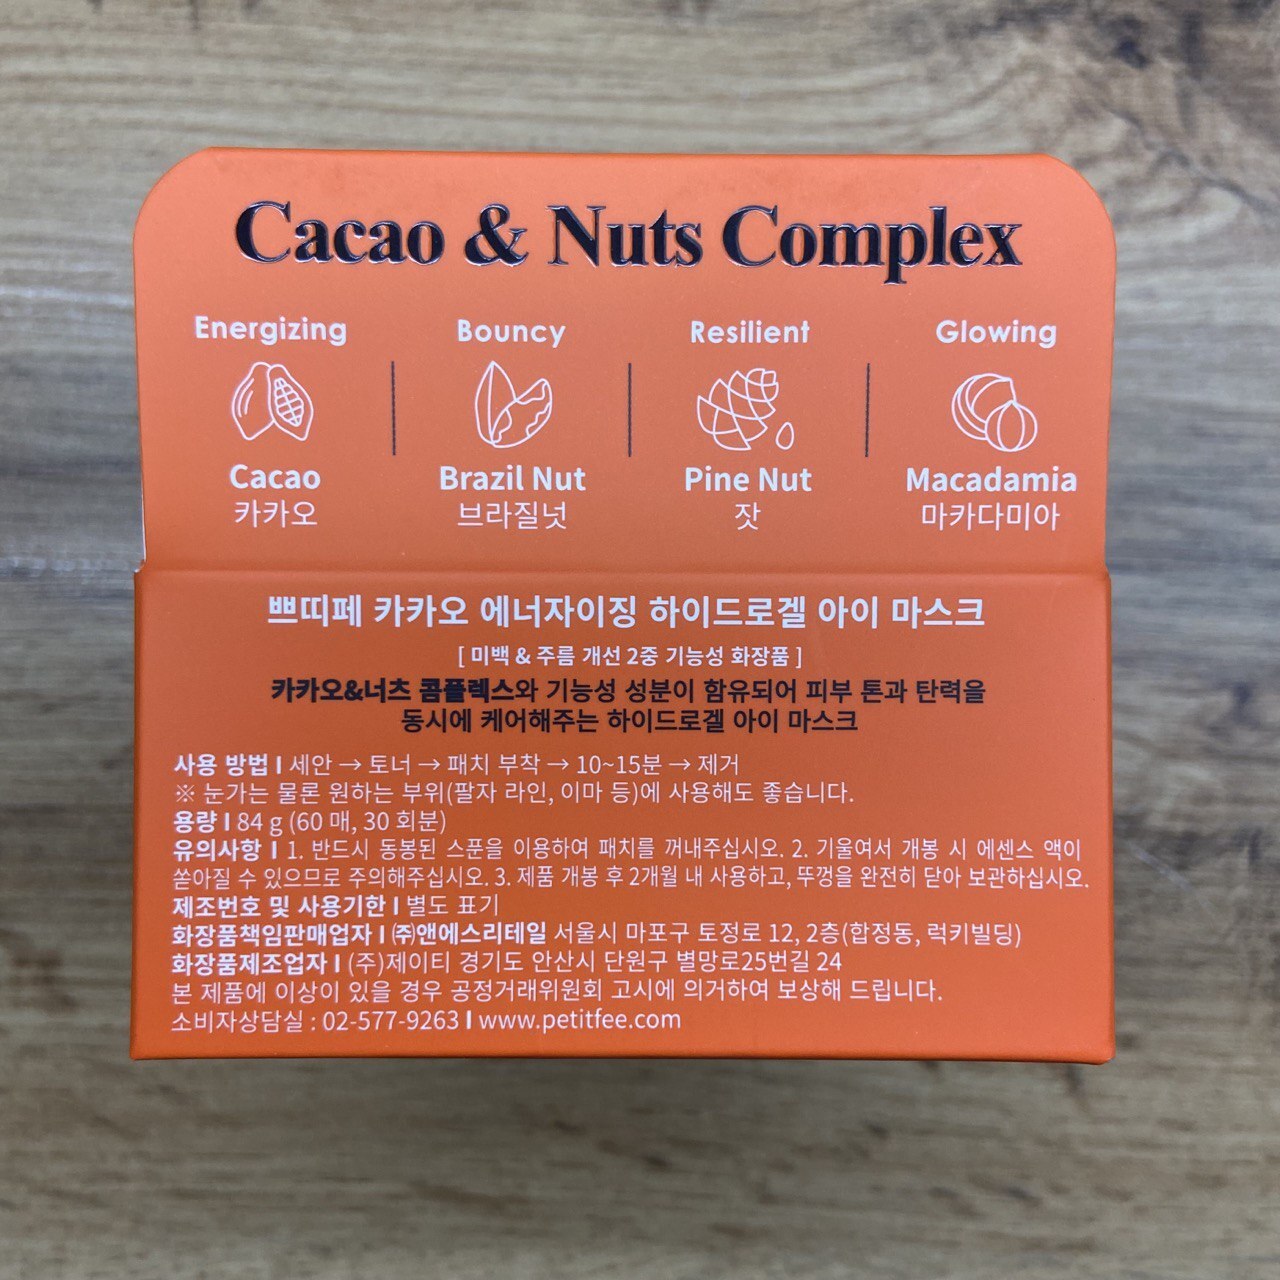 Cacao & Nuts Complex
Energizing Bouncy Resilient Glowing
Cacao Brazil Nut Pine Nut Macadamia
카카오 브라질넛 잣 마카다미아
쁘띠페 카카오 에너자이징 하이드로겔 아이 마스크
[ 미백 & 주름 개선 2중 기능성 화장품 ]
카카오&너츠 콤플렉스와 기능성 성분이 함유되어 피부 톤과 탄력을
동시에 케어해주는 하이드로겔 아이 마스크
사용 방법 I 세안 → 토너 → 패치 부착 → 10~15분 → 제거
※ 눈가는 물론 원하는 부위(팔자 라인, 이마 등)에 사용해도 좋습니다.
용량 I 84 g (60 매, 30 회분)
유의사항 I 1. 반드시 동봉된 스푼을 이용하여 패치를 꺼내주십시오. 2. 기울여서 개봉 시 에센스 액이
쏟아질 수 있으므로 주의해주십시오. 3. 제품 개봉 후 2개월 내 사용하고, 뚜껑을 완전히 닫아 보관하십시오.
제조번호 및 사용기한 I 별도 표기
화장품책임판매업자 I ㈜앤에스리테일 서울시 마포구 토정로 12, 2층(합정동, 럭키빌딩)
화장품제조업자 I (주)제이티 경기도 안산시 단원구 별망로25번길 24
본 제품에 이상이 있을 경우 공정거래위원회 고시에 의거하여 보상해 드립니다.
소비자상담실 : 02-577-9263 I www.petitfee.com